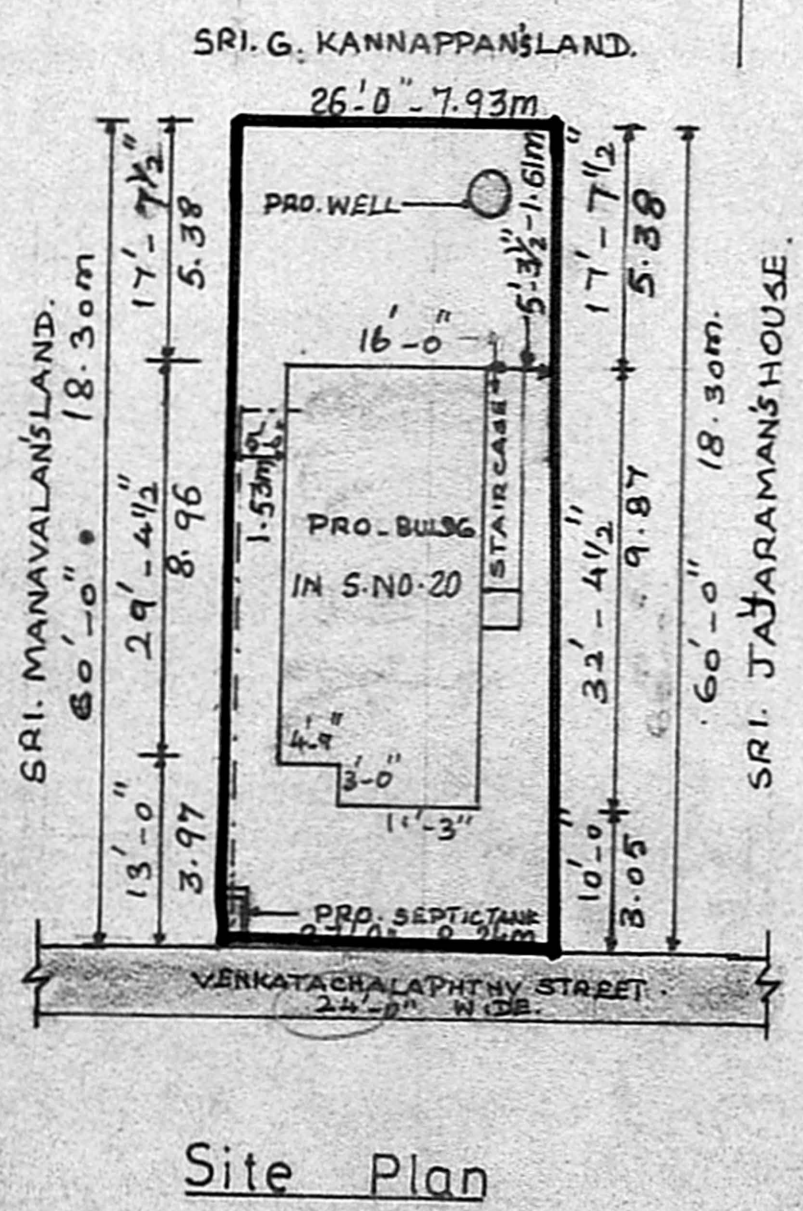 SRI. G. KANNAPPAN'S LAND.
26'-0" - 7.93m
PRO. WELL
5'-3½" - 1.61m
17'-7½"
5.38
18.30m
17'-7½"
5.38
18.30m.
16'-0"
SRI. MANAVALAN'S LAND.
60'-0"
29'-4½"
8.96
1.53m
PRO-BULDG
IN S.NO.20
STAIRCASE
32'-4½"
9.87
60'-0"
SRI. JAYARAMAN'S HOUSE.
4'-9"
3'-0"
11'-3"
13'-0"
3.97
10'-0"
3.05
PRO. SEPTIC TANK
VENKATACHALAPHTHY STREET.
24'-0" WIDE.
Site Plan